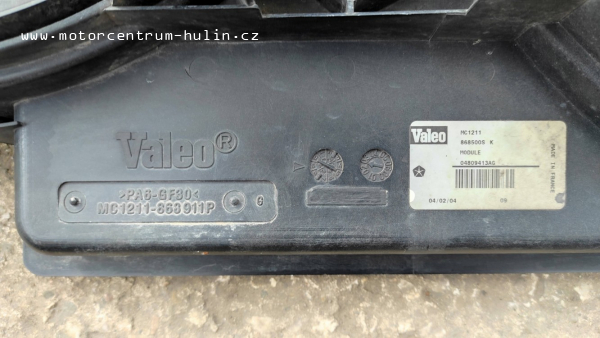 www.motorcentrum-hulin.cz
Valeo®
>PA6-GF30<
MC1211-868911P
Valeo
MC1211
8685005 X
MODULE
04809413AG
MADE IN FRANCE
04/02/04